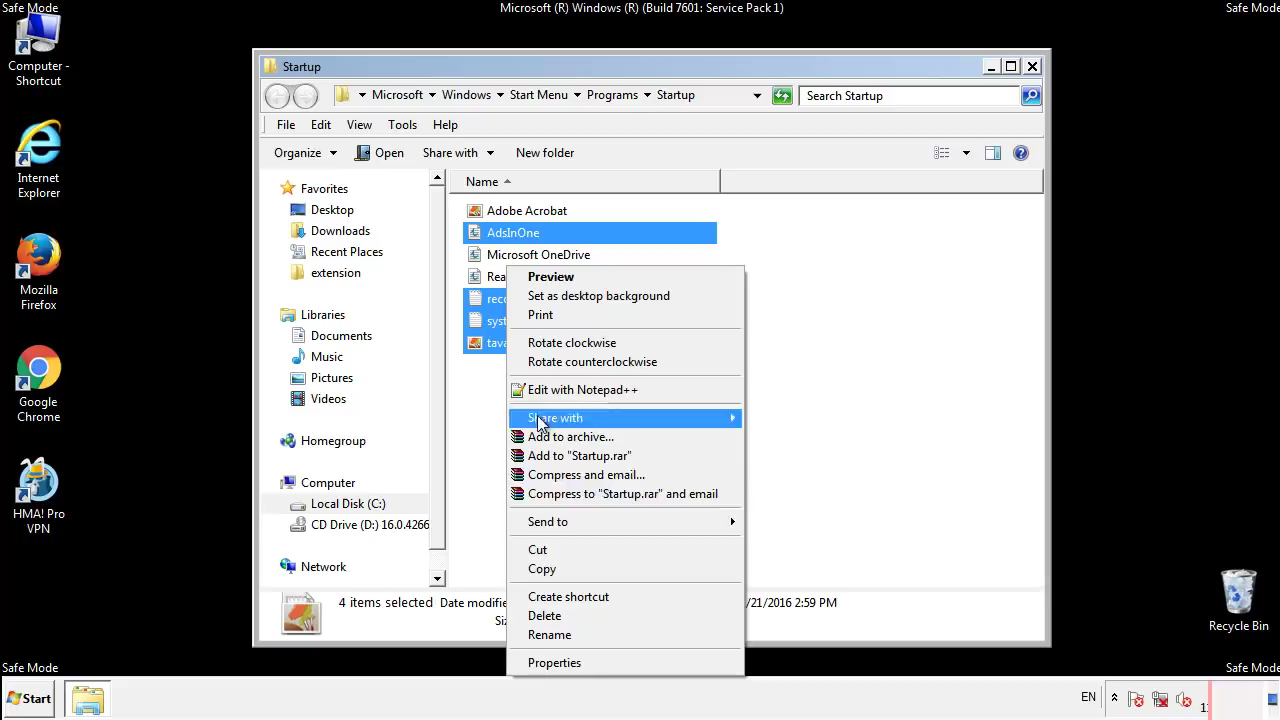 Safe Mode
Microsoft (R) Windows (R) (Build 7601: Service Pack 1)
Safe Mode
Computer - Shortcut
Internet Explorer
Mozilla Firefox
Google Chrome
HMA! Pro VPN
Startup
Microsoft
Windows
Start Menu
Programs
Startup
Search Startup
File
Edit
View
Tools
Help
Organize
Open
Share with
New folder
Favorites
Desktop
Downloads
Recent Places
extension
Libraries
Documents
Music
Pictures
Videos
Homegroup
Computer
Local Disk (C:)
CD Drive (D:) 16.0.4266
Network
Name
Adobe Acrobat
AdsInOne
Microsoft OneDrive
Rea
reco
syst
tava
Preview
Set as desktop background
Print
Rotate clockwise
Rotate counterclockwise
Edit with Notepad++
Share with
Add to archive...
Add to "Startup.rar"
Compress and email...
Compress to "Startup.rar" and email
Send to
Cut
Copy
Create shortcut
Delete
Rename
Properties
4 items selected
Date modifie
/21/2016 2:59 PM
Siz
Recycle Bin
Safe Mode
Safe Mode
Start
EN